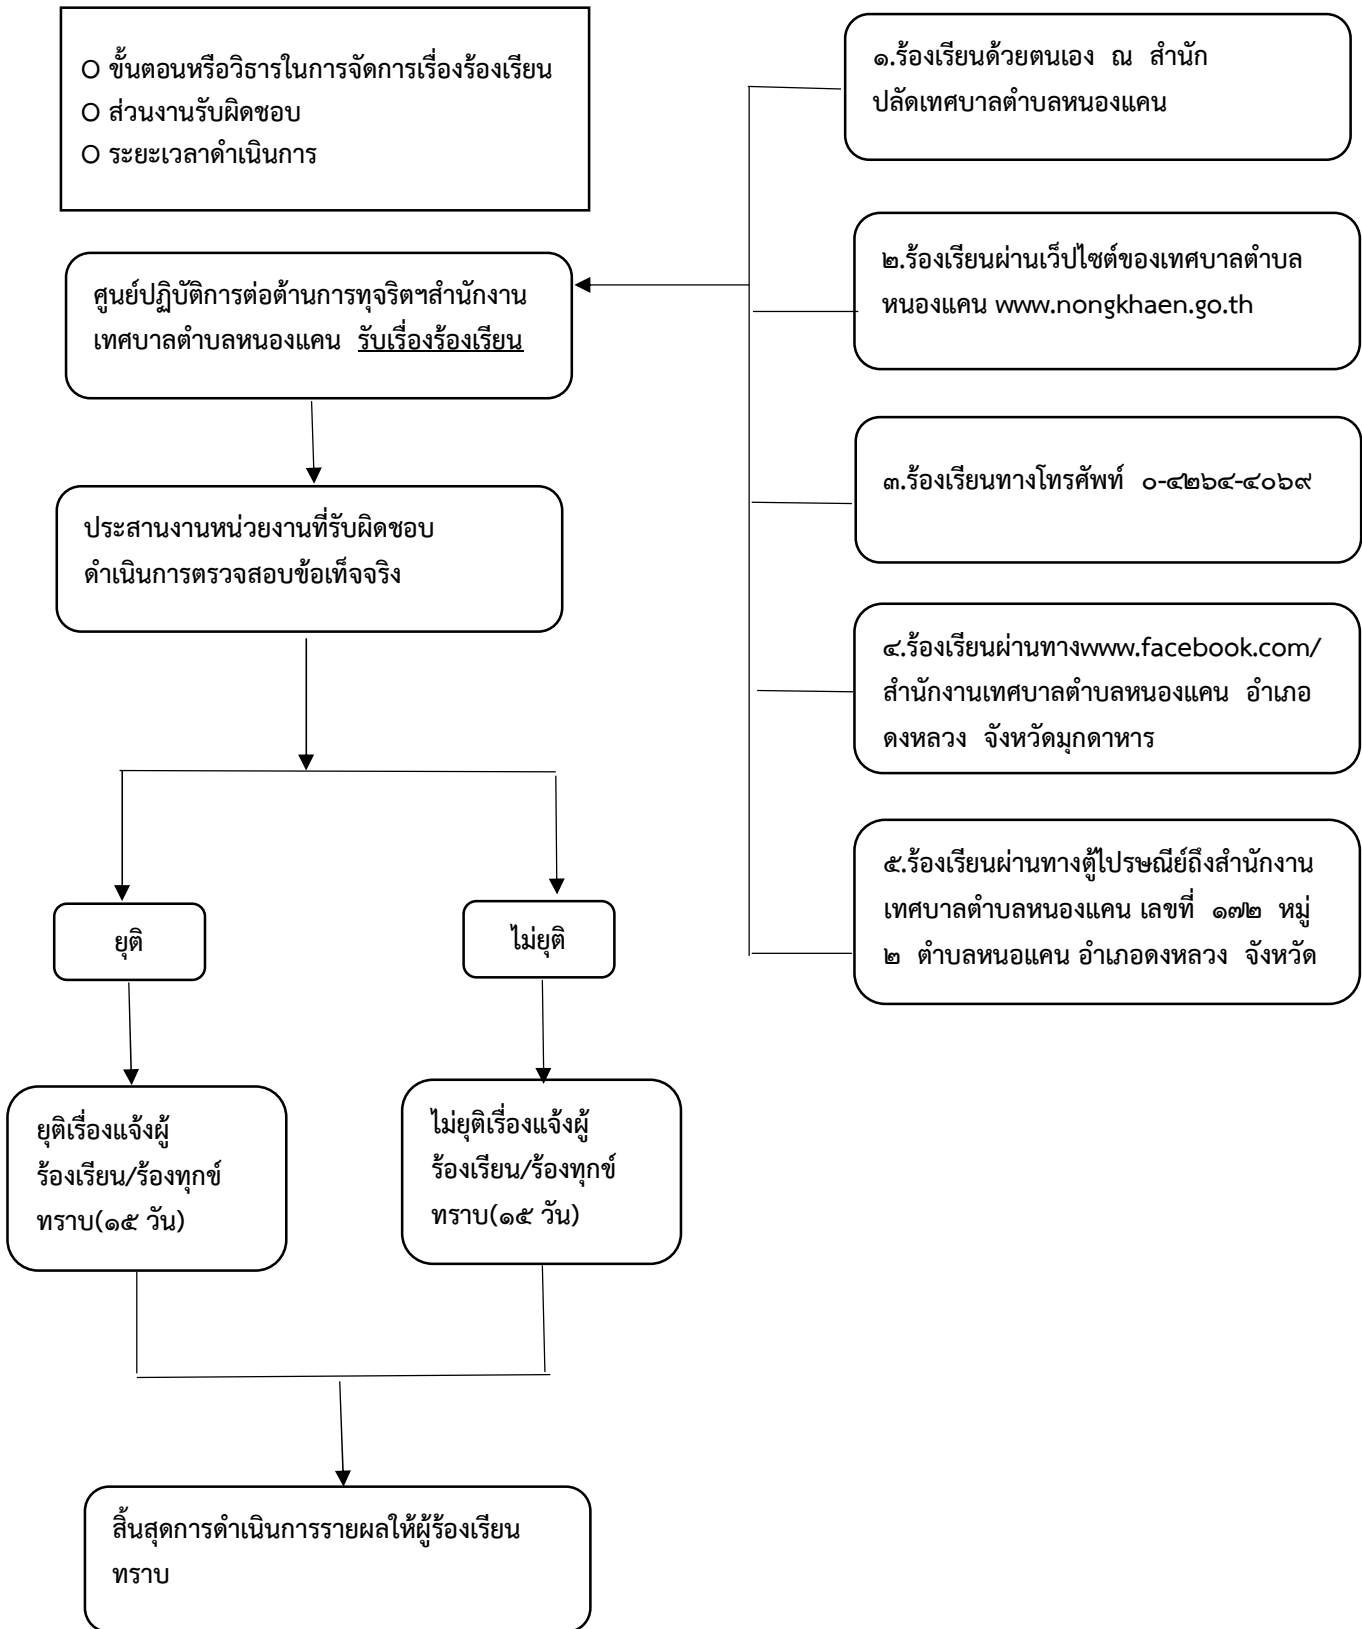 O ขั้นตอนหรือวิธารในการจัดการเรื่องร้องเรียน
O ส่วนงานรับผิดชอบ
O ระยะเวลาดำเนินการ
ศูนย์ปฏิบัติการต่อต้านการทุจริตฯสำนักงาน
เทศบาลตำบลหนองแคน รับเรื่องร้องเรียน
ประสานงานหน่วยงานที่รับผิดชอบ
ดำเนินการตรวจสอบข้อเท็จจริง
ยุติ
ไม่ยุติ
ยุติเรื่องแจ้งผู้
ร้องเรียน/ร้องทุกข์
ทราบ(๑๕ วัน)
ไม่ยุติเรื่องแจ้งผู้
ร้องเรียน/ร้องทุกข์
ทราบ(๑๕ วัน)
สิ้นสุดการดำเนินการรายผลให้ผู้ร้องเรียน
ทราบ
๑.ร้องเรียนด้วยตนเอง ณ สำนัก
ปลัดเทศบาลตำบลหนองแคน
๒.ร้องเรียนผ่านเว็ปไซต์ของเทศบาลตำบล
หนองแคน www.nongkhaen.go.th
๓.ร้องเรียนทางโทรศัพท์ ๐-๔๒๖๔-๔๐๖๙
๔.ร้องเรียนผ่านทางwww.facebook.com/
สำนักงานเทศบาลตำบลหนองแคน อำเภอ
ดงหลวง จังหวัดมุกดาหาร
๕.ร้องเรียนผ่านทางตู้ไปรษณีย์ถึงสำนักงาน
เทศบาลตำบลหนองแคน เลขที่ ๑๗๒ หมู่
๒ ตำบลหนอแคน อำเภอดงหลวง จังหวัด